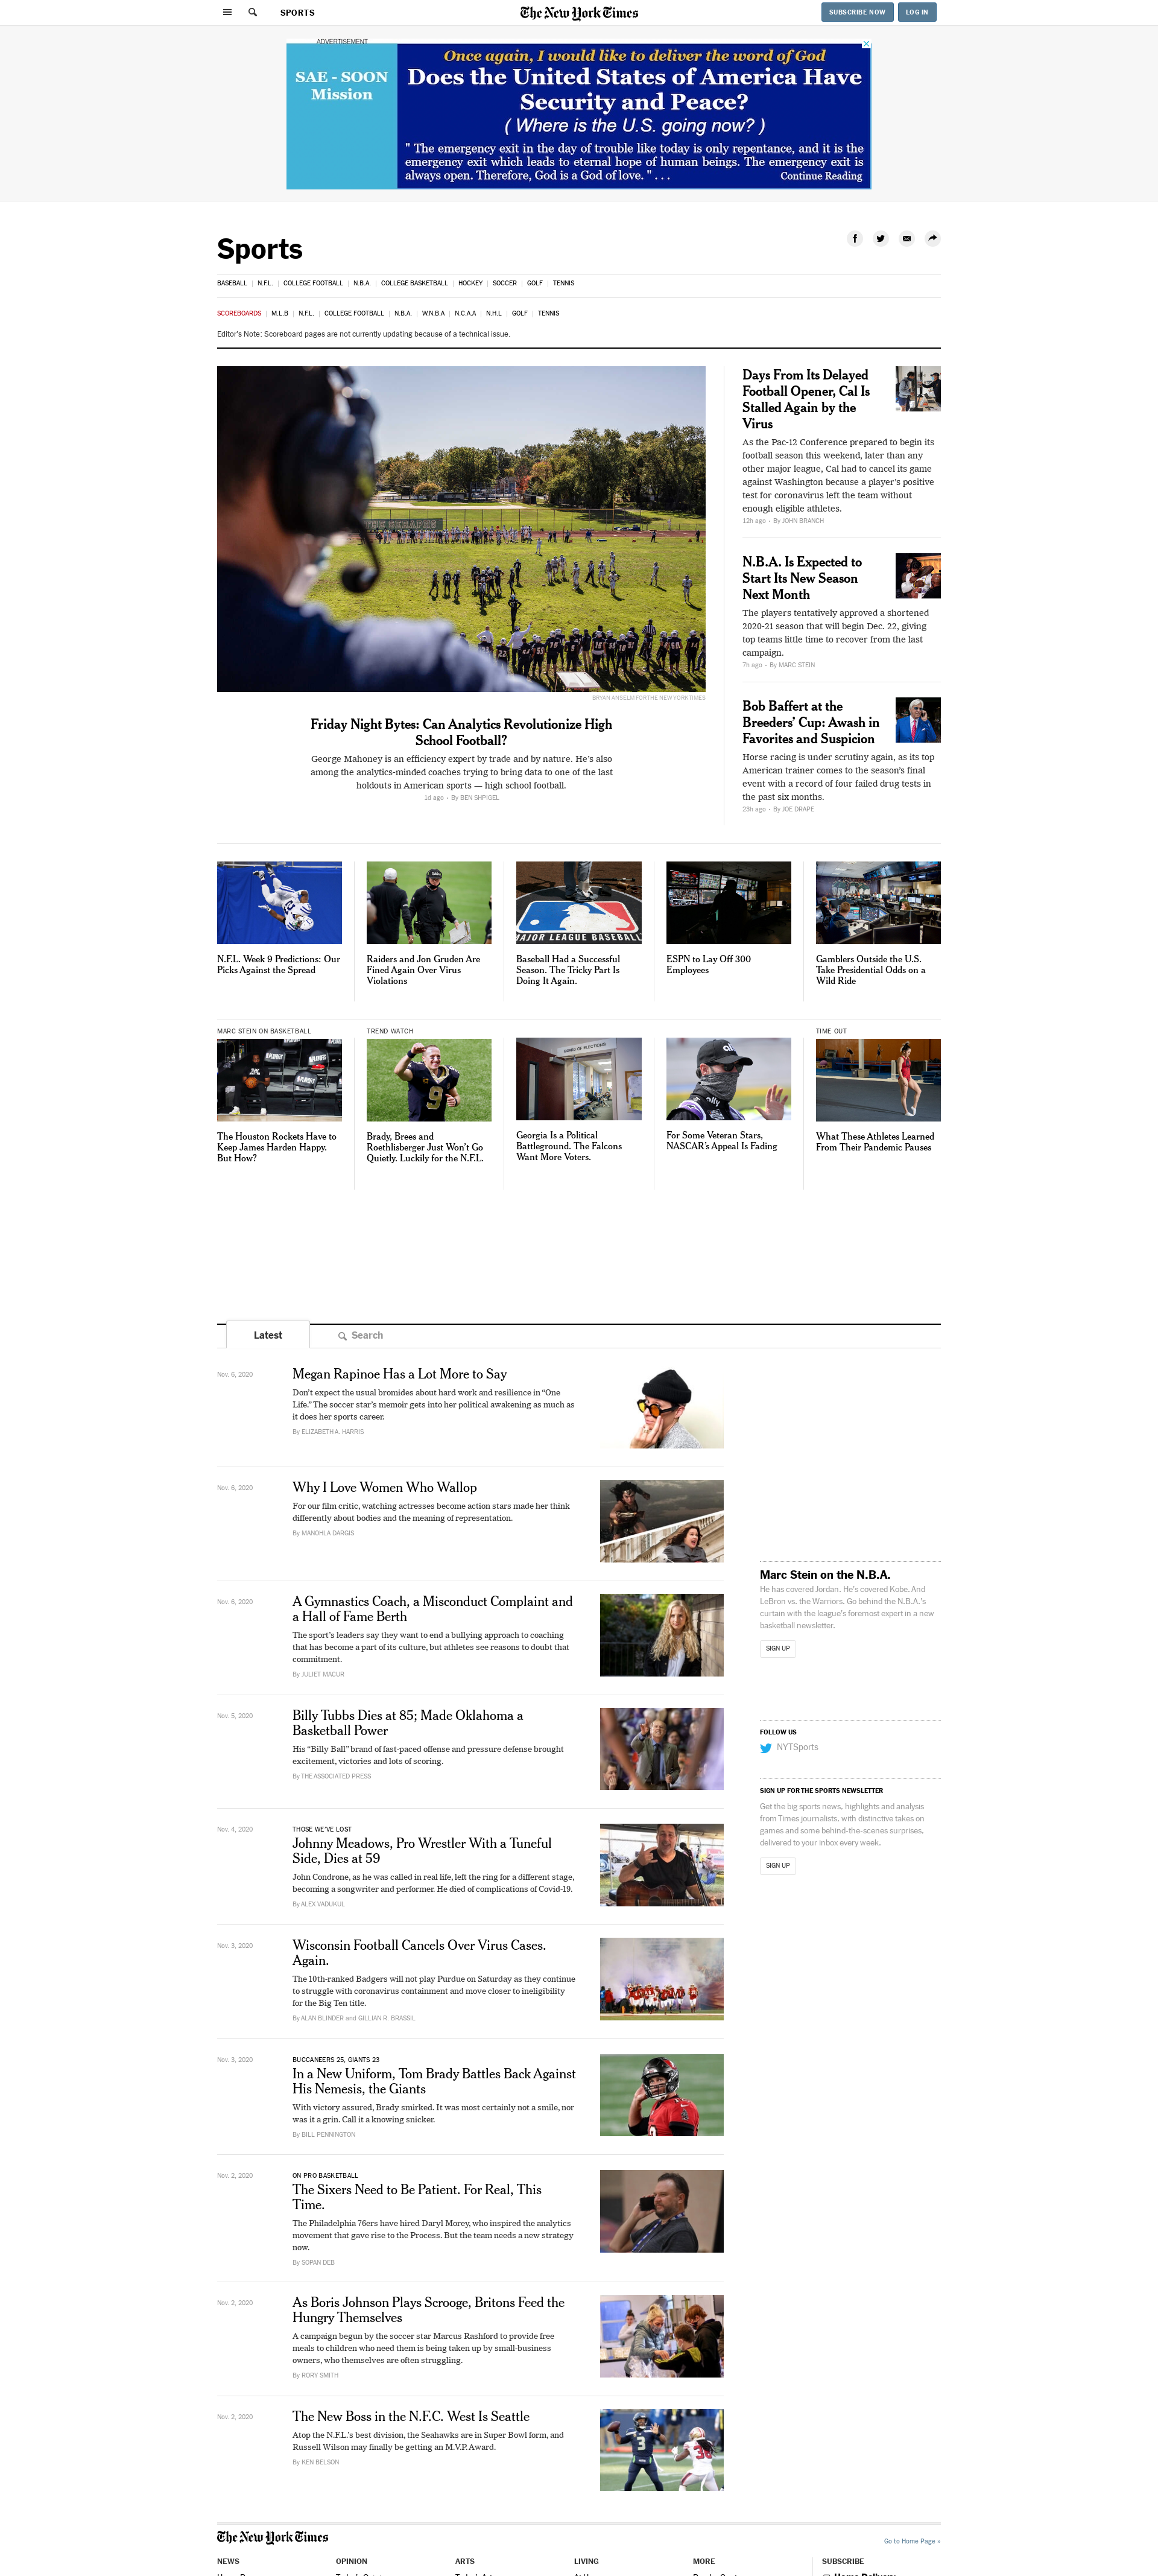 SPORTS
The New York Times
SUBSCRIBE NOW
LOG IN
ADVERTISEMENT
SAE - SOON
Mission
Once again, I would like to deliver the word of God
Does the United States of America Have
Security and Peace?
( Where is the U.S. going now? )
" The emergency exit in the day of trouble like today is only repentance, and it is the
emergency exit which leads to eternal hope of human beings. The emergency exit is
always open. Therefore, God is a God of love. " . . .
Continue Reading
Sports
BASEBALL | N.F.L. | COLLEGE FOOTBALL | N.B.A. | COLLEGE BASKETBALL | HOCKEY | SOCCER | GOLF | TENNIS
SCOREBOARDS | M.L.B | N.F.L. | COLLEGE FOOTBALL | N.B.A. | W.N.B.A | N.C.A.A | N.H.L | GOLF | TENNIS
Editor's Note: Scoreboard pages are not currently updating because of a technical issue.
BRYAN ANSELM FOR THE NEW YORK TIMES
Friday Night Bytes: Can Analytics Revolutionize High
School Football?
George Mahoney is an efficiency expert by trade and by nature. He's also
among the analytics-minded coaches trying to bring data to one of the last
holdouts in American sports — high school football.
1d ago • By BEN SHPIGEL
Days From Its Delayed
Football Opener, Cal Is
Stalled Again by the
Virus
As the Pac-12 Conference prepared to begin its
football season this weekend, later than any
other major league, Cal had to cancel its game
against Washington because a player's positive
test for coronavirus left the team without
enough eligible athletes.
12h ago • By JOHN BRANCH
N.B.A. Is Expected to
Start Its New Season
Next Month
The players tentatively approved a shortened
2020-21 season that will begin Dec. 22, giving
top teams little time to recover from the last
campaign.
7h ago • By MARC STEIN
Bob Baffert at the
Breeders' Cup: Awash in
Favorites and Suspicion
Horse racing is under scrutiny again, as its top
American trainer comes to the season's final
event with a record of four failed drug tests in
the past six months.
23h ago • By JOE DRAPE
N.F.L. Week 9 Predictions: Our
Picks Against the Spread
Raiders and Jon Gruden Are
Fined Again Over Virus
Violations
MAJOR LEAGUE BASEBALL
Baseball Had a Successful
Season. The Tricky Part Is
Doing It Again.
ESPN to Lay Off 300
Employees
Gamblers Outside the U.S.
Take Presidential Odds on a
Wild Ride
MARC STEIN ON BASKETBALL
The Houston Rockets Have to
Keep James Harden Happy.
But How?
TREND WATCH
9
Brady, Brees and
Roethlisberger Just Won't Go
Quietly. Luckily for the N.F.L.
BOARD OF ELECTIONS
Georgia Is a Political
Battleground. The Falcons
Want More Voters.
ally
For Some Veteran Stars,
NASCAR's Appeal Is Fading
TIME OUT
What These Athletes Learned
From Their Pandemic Pauses
Latest
Search
Nov. 6, 2020
Megan Rapinoe Has a Lot More to Say
Don't expect the usual bromides about hard work and resilience in "One
Life." The soccer star's memoir gets into her political awakening as much as
it does her sports career.
By ELIZABETH A. HARRIS
Nov. 6, 2020
Why I Love Women Who Wallop
For our film critic, watching actresses become action stars made her think
differently about bodies and the meaning of representation.
By MANOHLA DARGIS
Nov. 6, 2020
A Gymnastics Coach, a Misconduct Complaint and
a Hall of Fame Berth
The sport's leaders say they want to end a bullying approach to coaching
that has become a part of its culture, but athletes see reasons to doubt that
commitment.
By JULIET MACUR
Nov. 5, 2020
Billy Tubbs Dies at 85; Made Oklahoma a
Basketball Power
His "Billy Ball" brand of fast-paced offense and pressure defense brought
excitement, victories and lots of scoring.
By THE ASSOCIATED PRESS
Nov. 4, 2020
THOSE WE'VE LOST
Johnny Meadows, Pro Wrestler With a Tuneful
Side, Dies at 59
John Condrone, as he was called in real life, left the ring for a different stage,
becoming a songwriter and performer. He died of complications of Covid-19.
By ALEX VADUKUL
Nov. 3, 2020
Wisconsin Football Cancels Over Virus Cases.
Again.
The 10th-ranked Badgers will not play Purdue on Saturday as they continue
to struggle with coronavirus containment and move closer to ineligibility
for the Big Ten title.
By ALAN BLINDER and GILLIAN R. BRASSIL
Nov. 3, 2020
BUCCANEERS 25, GIANTS 23
In a New Uniform, Tom Brady Battles Back Against
His Nemesis, the Giants
With victory assured, Brady smirked. It was most certainly not a smile, nor
was it a grin. Call it a knowing snicker.
By BILL PENNINGTON
Nov. 2, 2020
ON PRO BASKETBALL
The Sixers Need to Be Patient. For Real, This
Time.
The Philadelphia 76ers have hired Daryl Morey, who inspired the analytics
movement that gave rise to the Process. But the team needs a new strategy
now.
By SOPAN DEB
Nov. 2, 2020
As Boris Johnson Plays Scrooge, Britons Feed the
Hungry Themselves
A campaign begun by the soccer star Marcus Rashford to provide free
meals to children who need them is being taken up by small-business
owners, who themselves are often struggling.
By RORY SMITH
Nov. 2, 2020
The New Boss in the N.F.C. West Is Seattle
Atop the N.F.L.'s best division, the Seahawks are in Super Bowl form, and
Russell Wilson may finally be getting an M.V.P. Award.
By KEN BELSON
3
Marc Stein on the N.B.A.
He has covered Jordan. He's covered Kobe. And
LeBron vs. the Warriors. Go behind the N.B.A.'s
curtain with the league's foremost expert in a new
basketball newsletter.
SIGN UP
FOLLOW US
NYTSports
SIGN UP FOR THE SPORTS NEWSLETTER
Get the big sports news, highlights and analysis
from Times journalists, with distinctive takes on
games and some behind-the-scenes surprises,
delivered to your inbox every week.
SIGN UP
The New York Times
Go to Home Page »
NEWS
OPINION
ARTS
LIVING
MORE
SUBSCRIBE